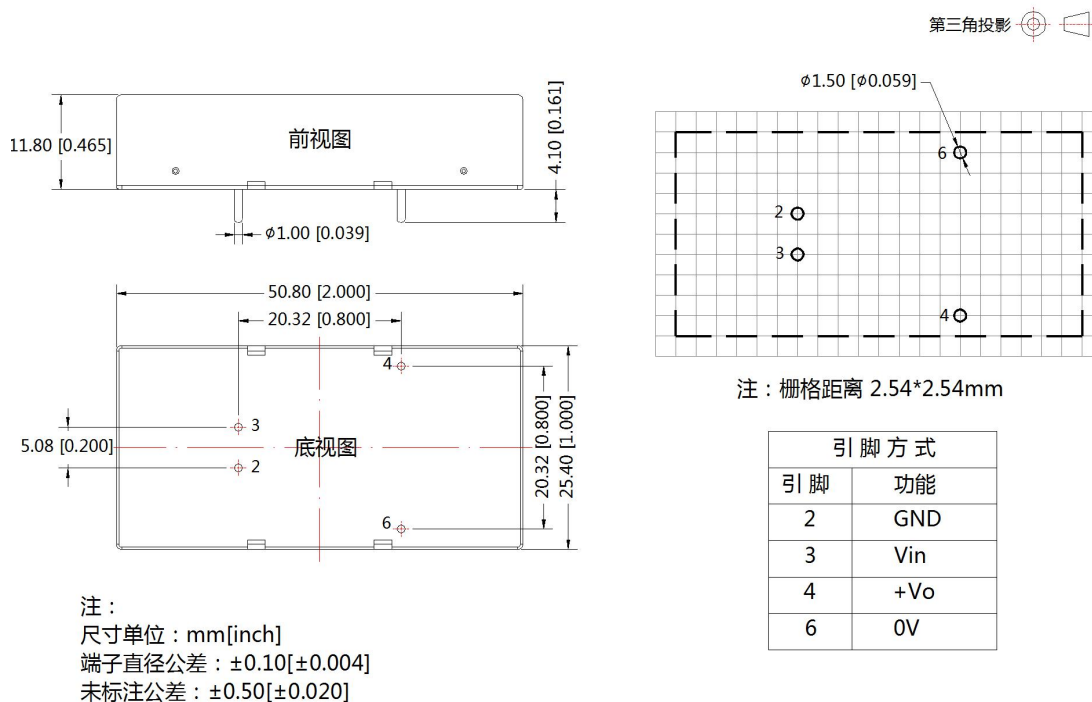 第三角投影
11.80 [0.465]
前视图
4.10 [0.161]
φ1.00 [0.039]
φ1.50 [φ0.059]
6
2
3
4
注：栅格距离 2.54*2.54mm
50.80 [2.000]
20.32 [0.800]
4
3
5.08 [0.200]
底视图
2
6
20.32 [0.800]
25.40 [1.000]
引 脚 方 式
引 脚 功能
2 GND
3 Vin
4 +Vo
6 0V
注：
尺寸单位：mm[inch]
端子直径公差：±0.10[±0.004]
未标注公差：±0.50[±0.020]